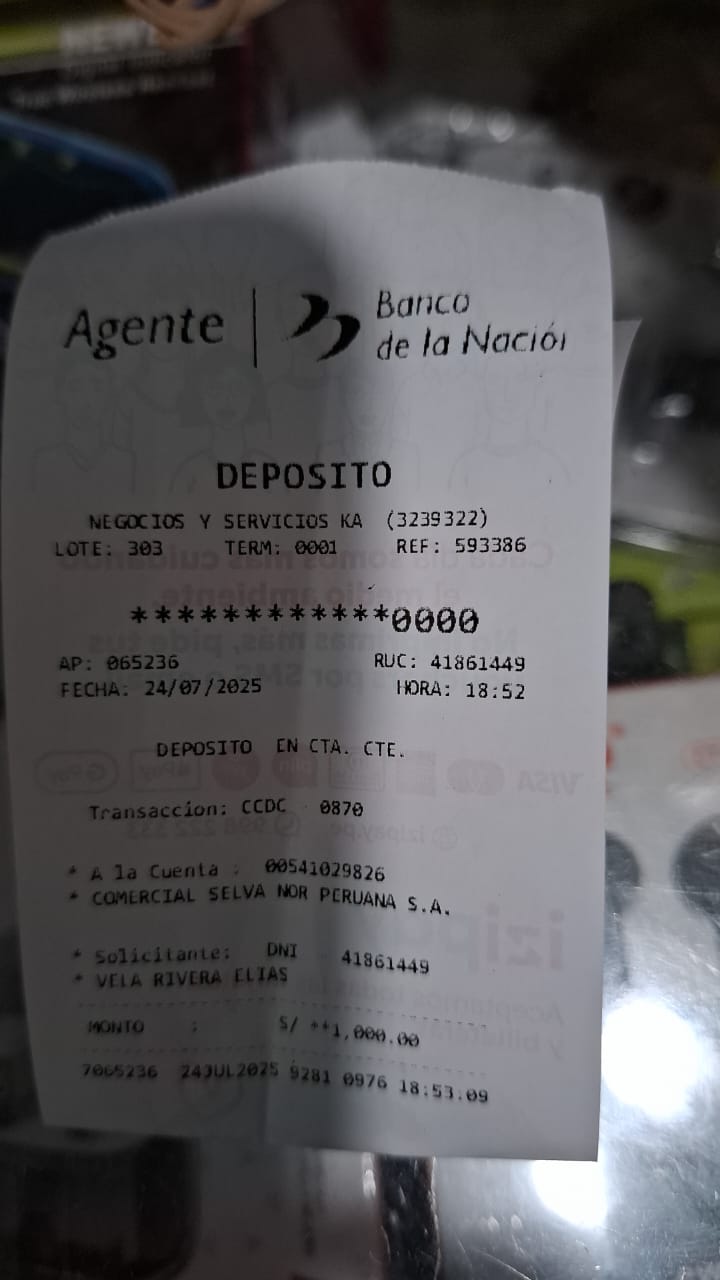 Agente
Banco
de la Nación
DEPOSITO
NEGOCIOS Y SERVICIOS KA (3239322)
LOTE: 303 TERM: 0001 REF: 593386
************0000
AP: 065236 RUC: 41861449
FECHA: 24/07/2025 HORA: 18:52
DEPOSITO EN CTA. CTE.
Transaccion: CCDC 0870
* A la Cuenta : 00541029826
* COMERCIAL SELVA NOR PERUANA S.A.
* Solicitante: DNI 41861449
* VELA RIVERA ELIAS
MONTO : S/ **1,000.00
7065236 24JUL2025 9281 0976 18:53:09